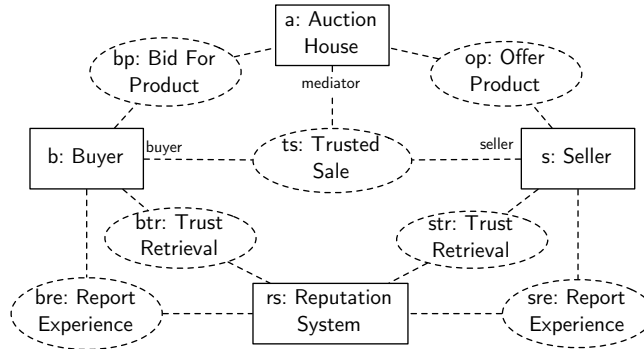 a: Auction
House
bp: Bid For
Product
op: Offer
Product
mediator
b: Buyer
buyer
ts: Trusted
Sale
seller
s: Seller
btr: Trust
Retrieval
str: Trust
Retrieval
bre: Report
Experience
rs: Reputation
System
sre: Report
Experience